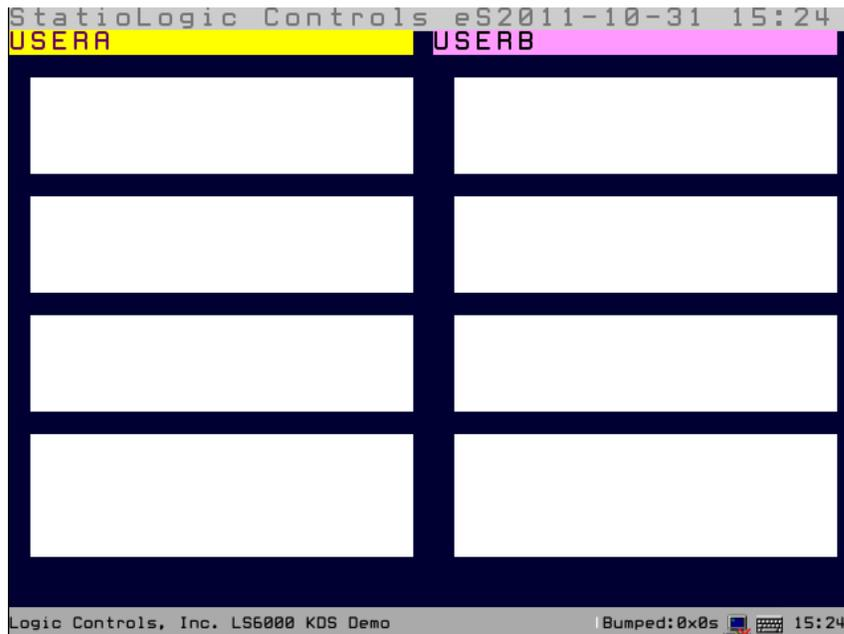 StatioLogic Controls eS2011-10-31 15:24
USERA USERB
Logic Controls, Inc. LS6000 KDS Demo Bumped:0x0s 15:24